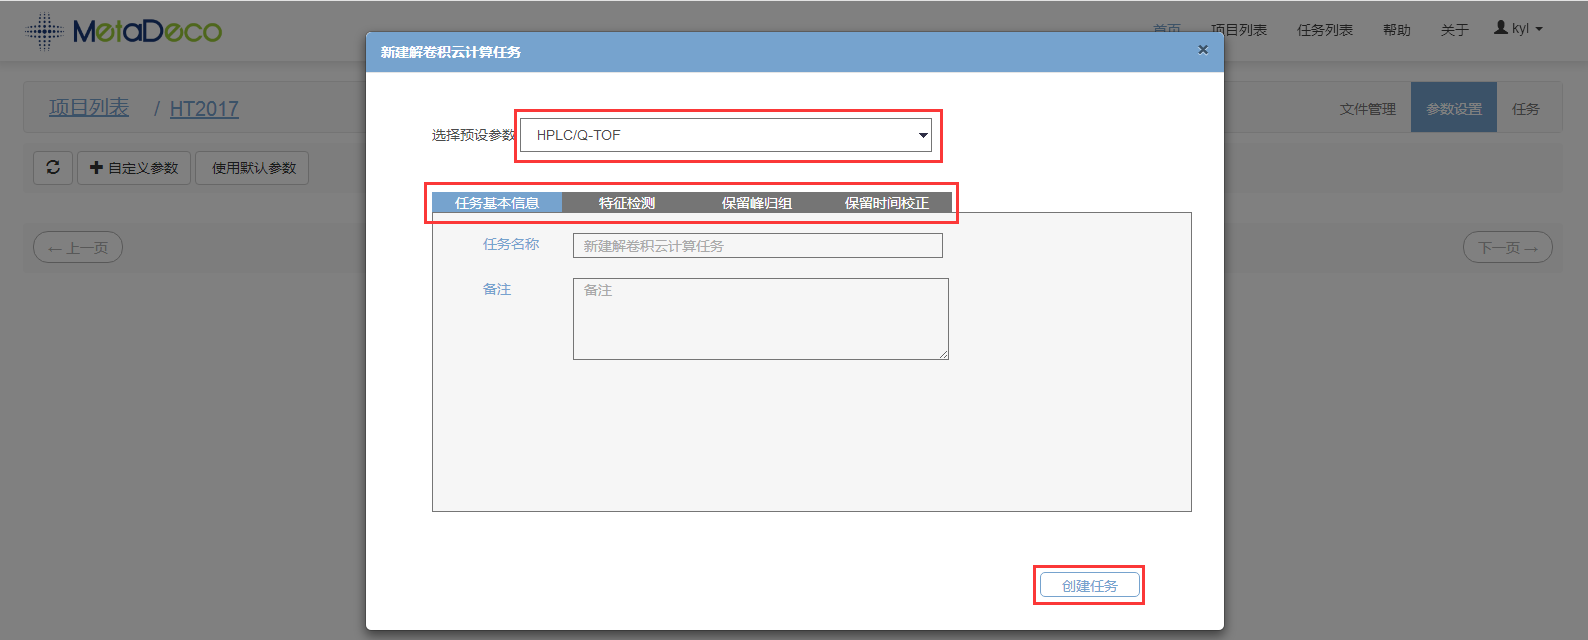 MetaDeco
首页 项目列表 任务列表 帮助 关于 kyl
新建解卷积云计算任务 ×
项目列表 / HT2017
文件管理 参数设置 任务
选择预设参数 HPLC/Q-TOF
自定义参数 使用默认参数
任务基本信息 特征检测 保留峰归组 保留时间校正
任务名称 新建解卷积云计算任务
← 上一页
下一页 →
备注 备注
创建任务